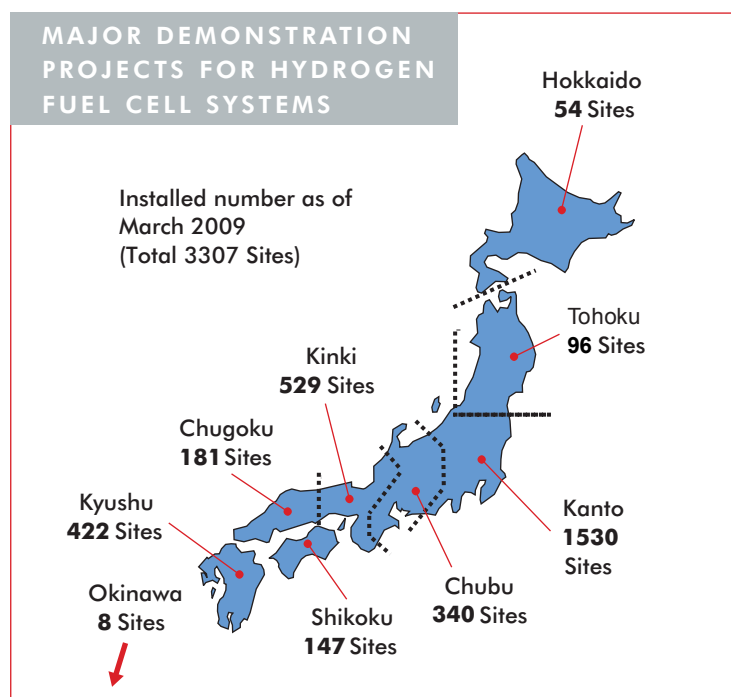 MAJOR DEMONSTRATION
PROJECTS FOR HYDROGEN
FUEL CELL SYSTEMS
Hokkaido
54 Sites
Installed number as of
March 2009
(Total 3307 Sites)
Tohoku
96 Sites
Kinki
529 Sites
Chugoku
181 Sites
Kyushu
422 Sites
Kanto
1530
Sites
Okinawa
8 Sites
Shikoku
147 Sites
Chubu
340 Sites